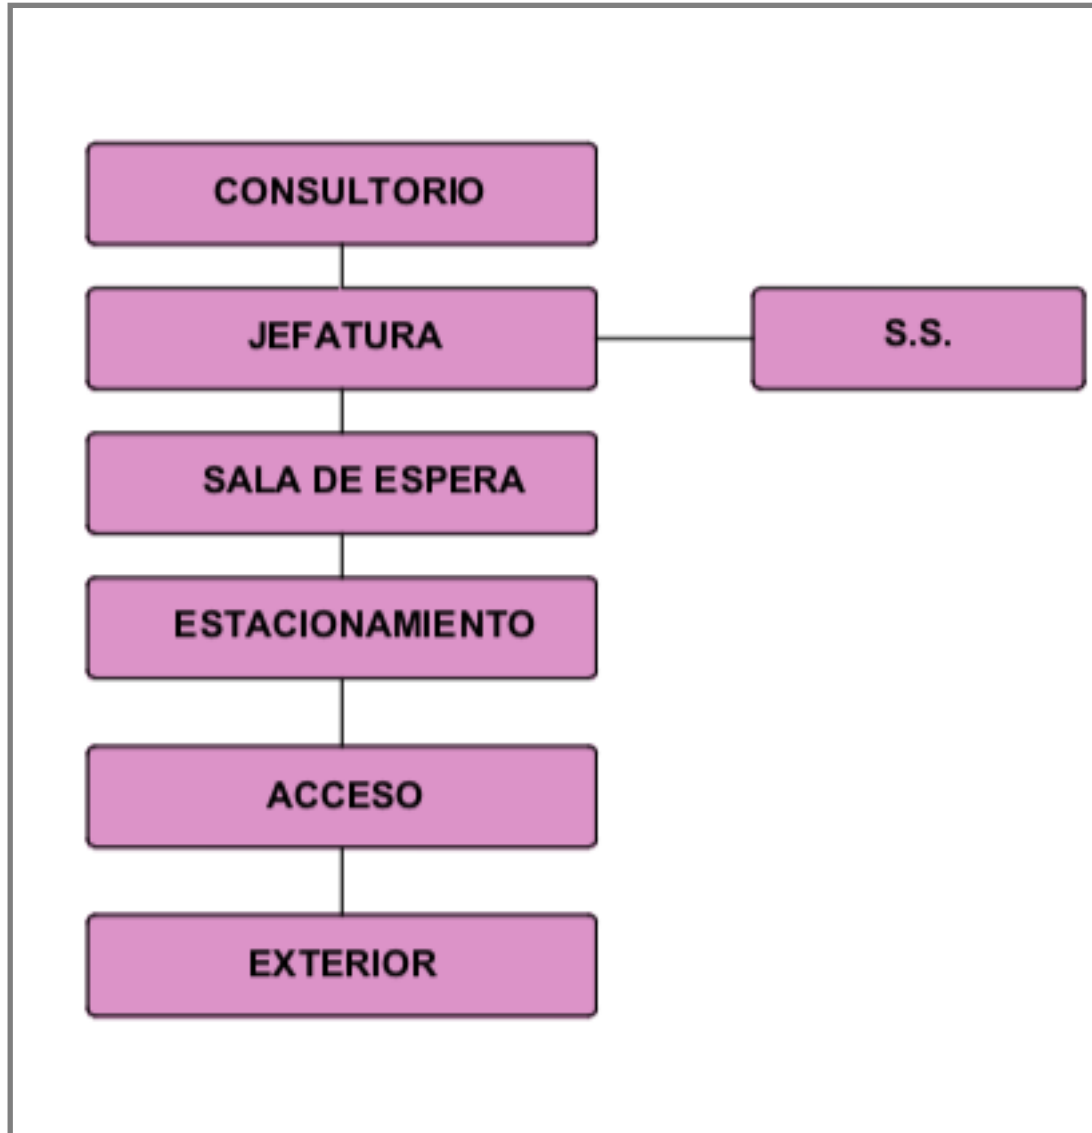 CONSULTORIO
JEFATURA
S.S.
SALA DE ESPERA
ESTACIONAMIENTO
ACCESO
EXTERIOR